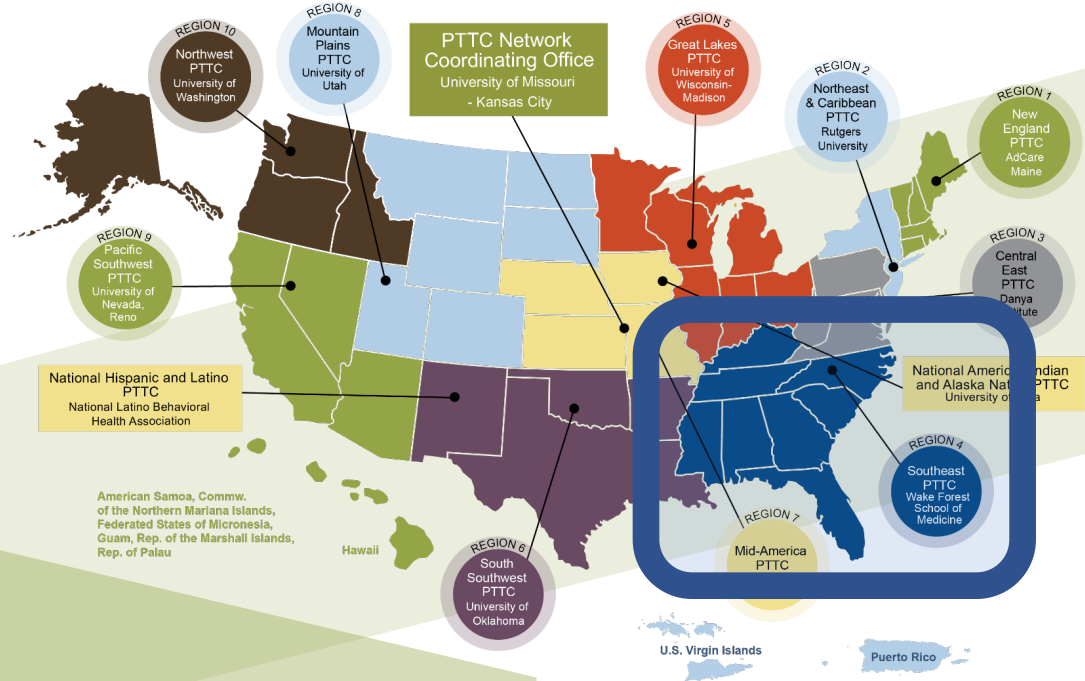 REGION 10
Northwest
PTTC
University of
Washington
REGION 8
Mountain
Plains
PTTC
University of
Utah
PTTC Network
Coordinating Office
University of Missouri
- Kansas City
REGION 5
Great Lakes
PTTC
University of
Wisconsin-
Madison
REGION 2
Northeast
& Caribbean
PTTC
Rutgers
University
REGION 1
New
England
PTTC
AdCare
Maine
REGION 9
Pacific
Southwest
PTTC
University of
Nevada,
Reno
REGION 3
Central
East
PTTC
National Hispanic and Latino
PTTC
National Latino Behavioral
Health Association
National
and Alaska PTTC
University
REGION 4
Southeast
PTTC
Wake Forest
School of
Medicine
American Samoa, Commw.
of the Northern Mariana Islands,
Federated States of Micronesia,
Guam, Rep. of the Marshall Islands,
Rep. of Palau
Hawaii
REGION 6
South
Southwest
PTTC
University of
Oklahoma
REGION 7
Mid-America
PTTC
U.S. Virgin Islands
Puerto Rico